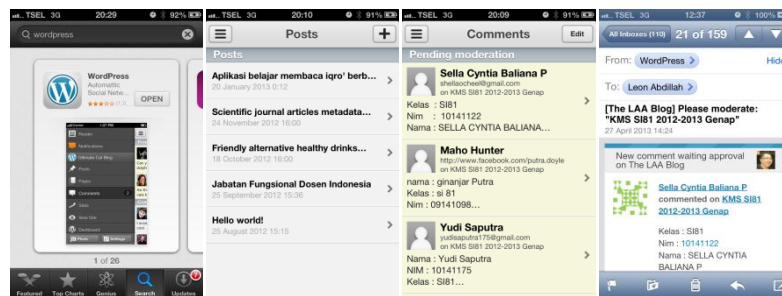 TSEL 3G 20:29 92%
wordpress
WordPress
Automattic
Social Netw...
OPEN
1 of 26
Featured Top Charts Genius Search Updates
TSEL 3G 20:10 91%
Posts
Posts
Aplikasi belajar membaca iqro' berb...
20 January 2013 0:12
Scientific journal articles metadata...
24 November 2012 16:00
Friendly alternative healthy drinks...
18 October 2012 16:00
Jabatan Fungsional Dosen Indonesia
25 September 2012 15:36
Hello world!
25 August 2012 15:15
TSEL 3G 20:09 91%
Comments Edit
Pending moderation
Sella Cyntia Baliana P
shellaocheel@gmail.com
on KMS SI81 2012-2013 Genap
Kelas : SI81
Nim : 10141122
Nama : SELLA CYNTIA BALIANA...
Maho Hunter
http://www.facebook.com/putra.doyle
on KMS SI81 2012-2013 Genap
nama : ginanjar Putra
Kelas : si 81
Nim : 09141098...
Yudi Saputra
yudisaputra175@gmail.com
on KMS SI81 2012-2013 Genap
Nama : Yudi Saputra
NIM : 10141175
Kelas : SI81...
TSEL 3G 12:37 100%
All Inboxes (110) 21 of 159
From: WordPress Hide
To: Leon Abdillah
[The LAA Blog] Please moderate:
"KMS SI81 2012-2013 Genap"
27 April 2013 14:24
New comment waiting approval
on The LAA Blog
Sella Cyntia Baliana P
commented on KMS SI81
2012-2013 Genap
Kelas : SI81
Nim : 10141122
Nama : SELLA CYNTIA
BALIANA P